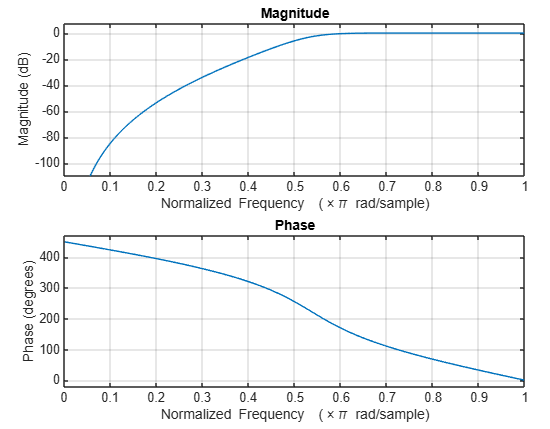 Magnitude
0
-20
-40
-60
-80
-100
Magnitude (dB)
0 0.1 0.2 0.3 0.4 0.5 0.6 0.7 0.8 0.9 1
Normalized Frequency (×π rad/sample)
Phase
400
300
200
100
0
Phase (degrees)
0 0.1 0.2 0.3 0.4 0.5 0.6 0.7 0.8 0.9 1
Normalized Frequency (×π rad/sample)